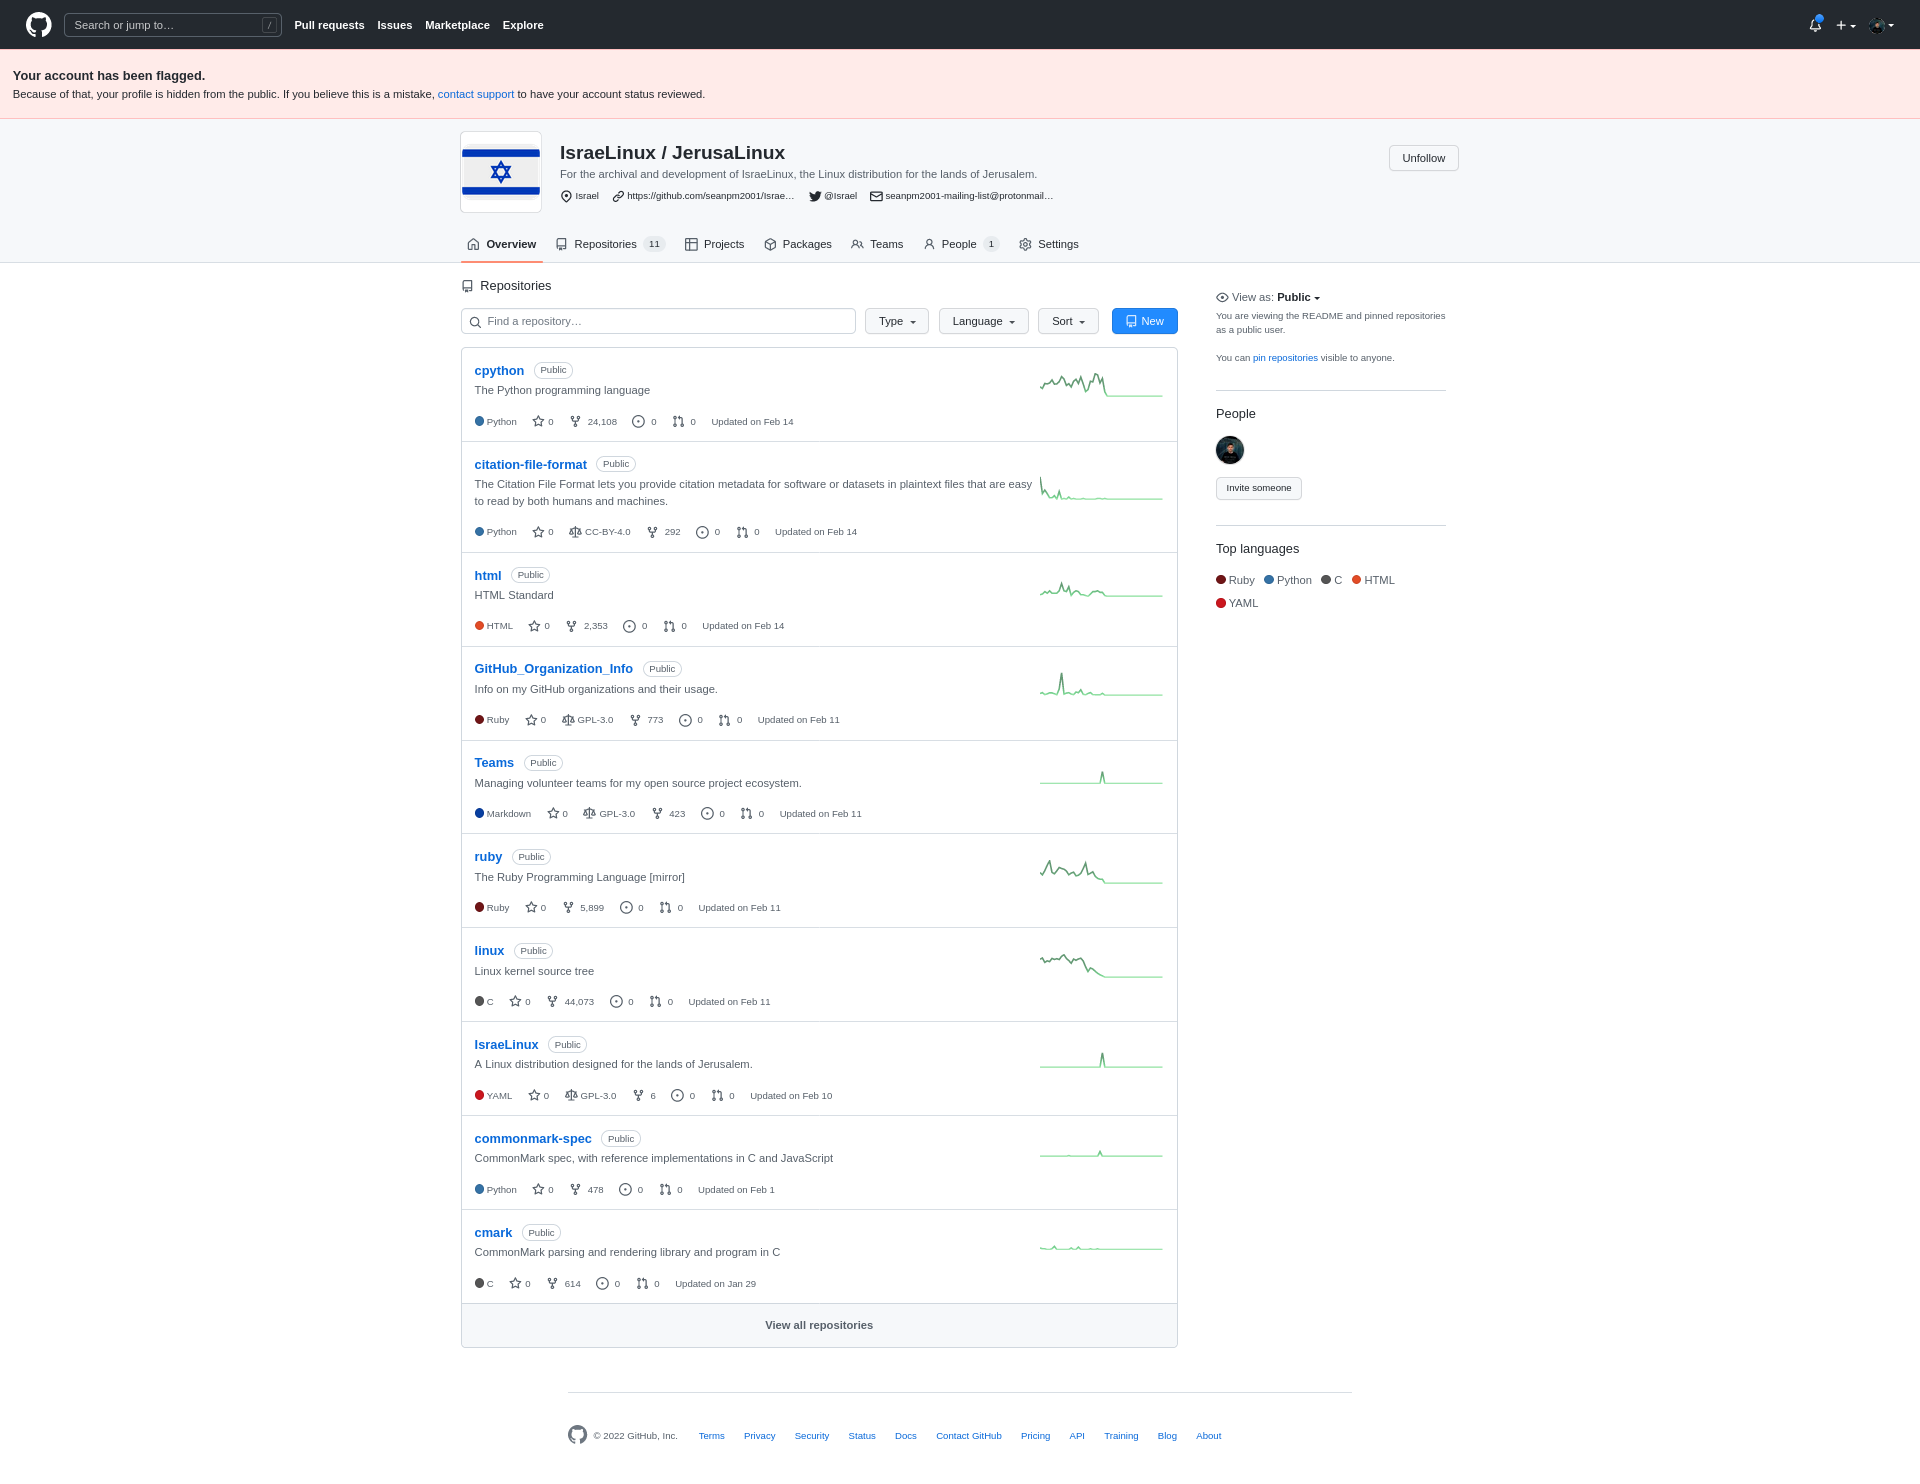 Search or jump to… /
Pull requests Issues Marketplace Explore
Your account has been flagged.
Because of that, your profile is hidden from the public. If you believe this is a mistake, contact support to have your account status reviewed.
IsraeLinux / JerusaLinux
Unfollow
For the archival and development of IsraeLinux, the Linux distribution for the lands of Jerusalem.
Israel https://github.com/seanpm2001/Israe… @Israel seanpm2001-mailing-list@protonmail…
Overview Repositories 11 Projects Packages Teams People 1 Settings
Repositories
Find a repository… Type Language Sort New
cpython Public
The Python programming language
Python 0 24,108 0 0 Updated on Feb 14
citation-file-format Public
The Citation File Format lets you provide citation metadata for software or datasets in plaintext files that are easy
to read by both humans and machines.
Python 0 CC-BY-4.0 292 0 0 Updated on Feb 14
html Public
HTML Standard
HTML 0 2,353 0 0 Updated on Feb 14
GitHub_Organization_Info Public
Info on my GitHub organizations and their usage.
Ruby 0 GPL-3.0 773 0 0 Updated on Feb 11
Teams Public
Managing volunteer teams for my open source project ecosystem.
Markdown 0 GPL-3.0 423 0 0 Updated on Feb 11
ruby Public
The Ruby Programming Language [mirror]
Ruby 0 5,899 0 0 Updated on Feb 11
linux Public
Linux kernel source tree
C 0 44,073 0 0 Updated on Feb 11
IsraeLinux Public
A Linux distribution designed for the lands of Jerusalem.
YAML 0 GPL-3.0 6 0 0 Updated on Feb 10
commonmark-spec Public
CommonMark spec, with reference implementations in C and JavaScript
Python 0 478 0 0 Updated on Feb 1
cmark Public
CommonMark parsing and rendering library and program in C
C 0 614 0 0 Updated on Jan 29
View all repositories
View as: Public
You are viewing the README and pinned repositories
as a public user.
You can pin repositories visible to anyone.
People
Invite someone
Top languages
Ruby Python C HTML
YAML
© 2022 GitHub, Inc. Terms Privacy Security Status Docs Contact GitHub Pricing API Training Blog About